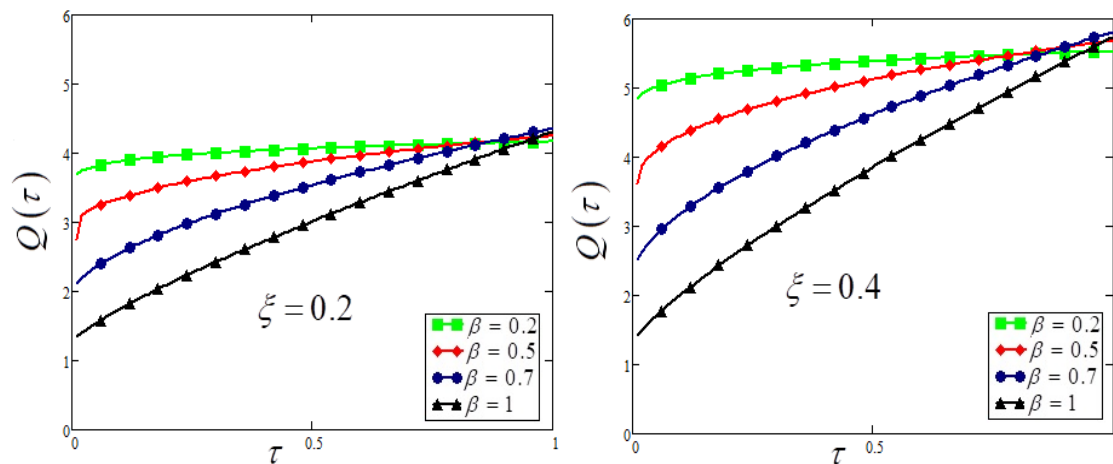 6
5
4
3
2
1
0
Q(τ)
0
0.5
1
τ
ξ = 0.2
β = 0.2
β = 0.5
β = 0.7
β = 1
6
5
4
3
2
1
0
Q(τ)
0
0.5
τ
ξ = 0.4
β = 0.2
β = 0.5
β = 0.7
β = 1